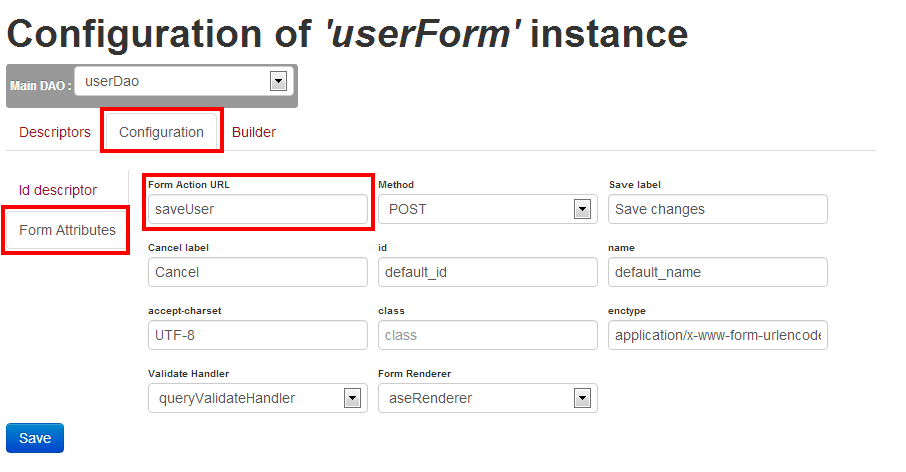 Configuration of 'userForm' instance
Main DAO : userDao
Descriptors Configuration Builder
Id descriptor
Form Attributes
Form Action URL Method Save label
saveUser POST Save changes
Cancel label id name
Cancel default_id default_name
accept-charset class enctype
UTF-8 class application/x-www-form-urlencode
Validate Handler Form Renderer
queryValidateHandler aseRenderer
Save